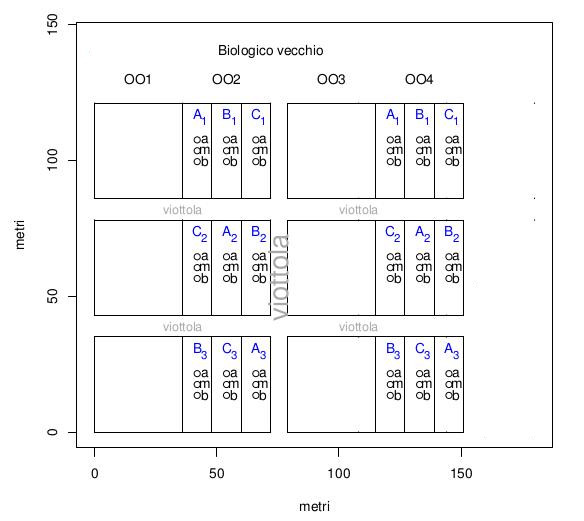 Biologico vecchio
OO1 OO2 OO3 OO4
A1 B1 C1 A1 B1 C1
oa oa oa oa oa oa
om om om om om om
ob ob ob ob ob ob
viottola viottola
C2 A2 B2 C2 A2 B2
oa oa oa oa oa oa
om om om om om om
ob ob ob ob ob ob
viottola
viottola viottola
B3 C3 A3 B3 C3 A3
oa oa oa oa oa oa
om om om om om om
ob ob ob ob ob ob
150
100
50
0
metri
0 50 100 150
metri